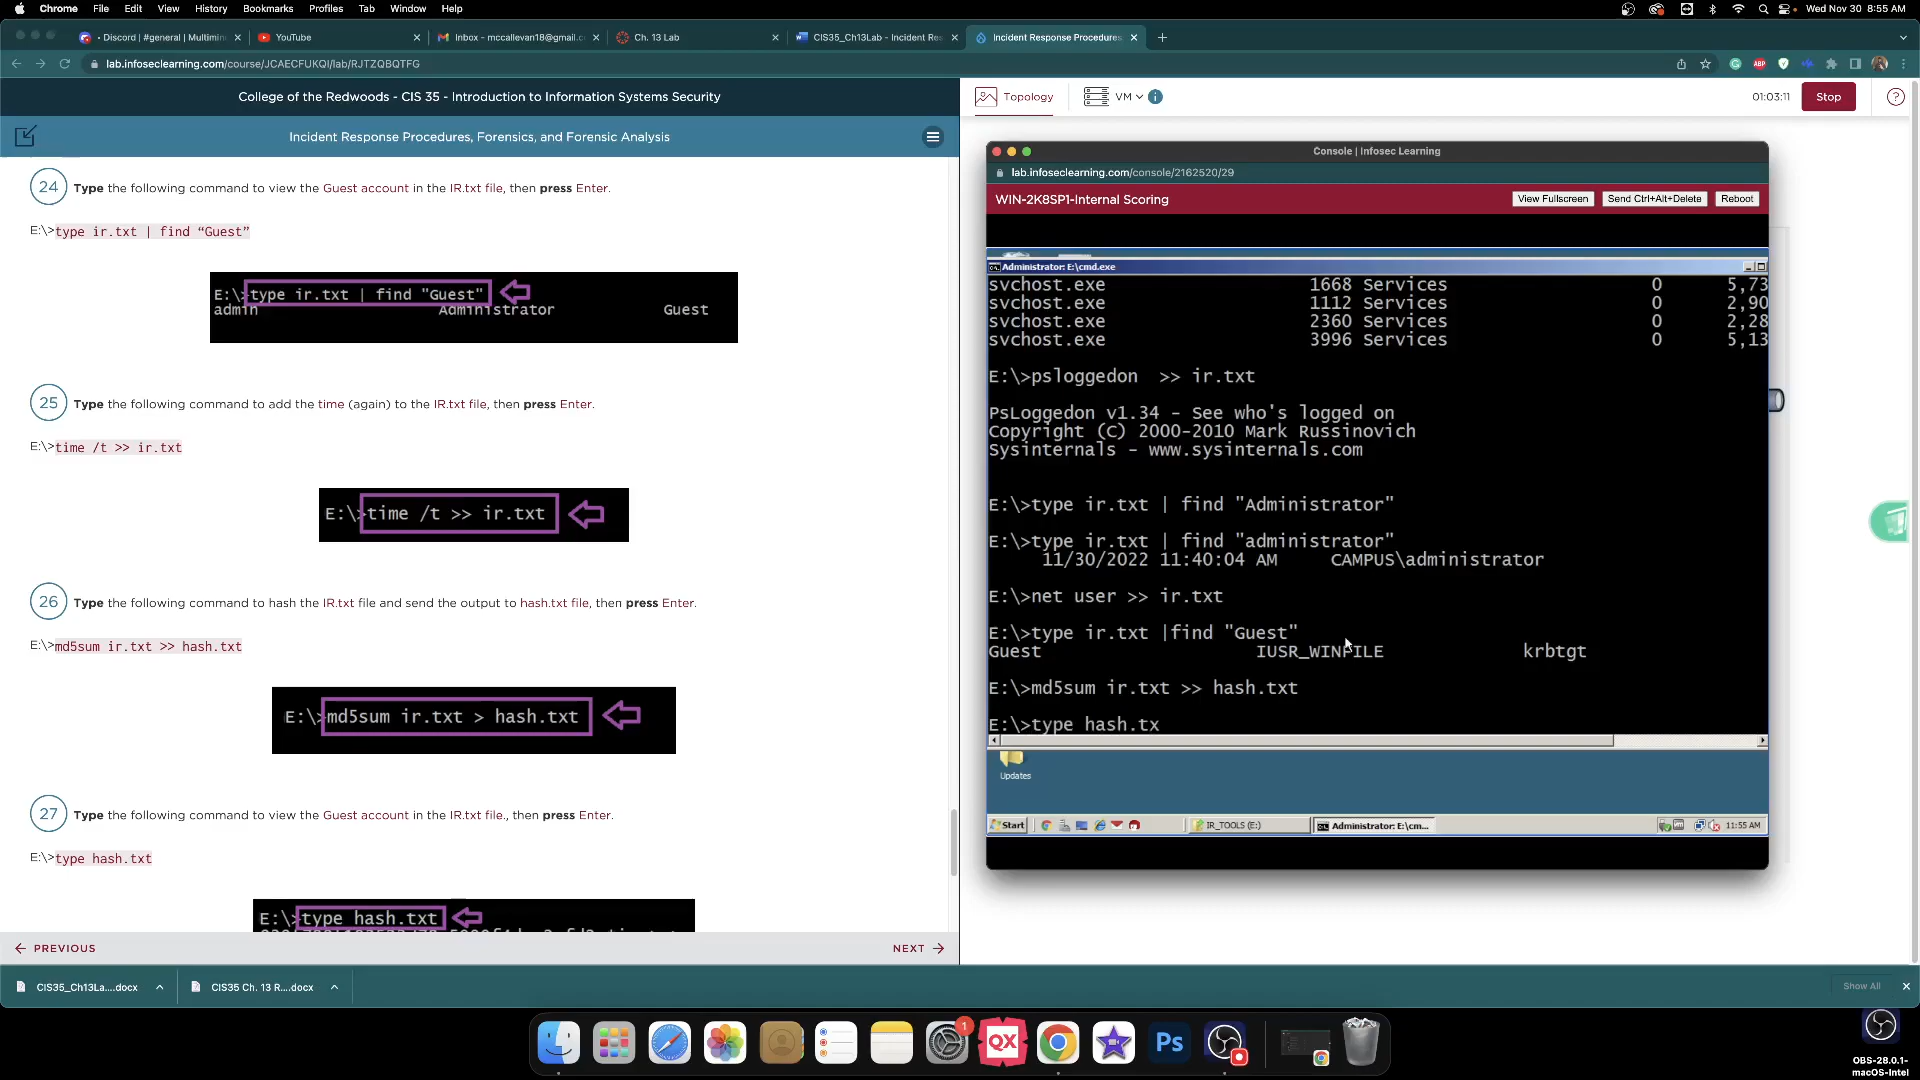 Chrome File Edit View History Bookmarks Profiles Tab Window Help
Wed Nov 30 8:55 AM
• Discord | #general | Multimin
YouTube
Inbox - mccallevan18@gmail.c
Ch. 13 Lab
CIS35_Ch13Lab - Incident Re
Incident Response Procedures,
lab.infoseclearning.com/course/JCAECFUKQI/lab/RJTZQBQTFG
ABP
College of the Redwoods - CIS 35 - Introduction to Information Systems Security
Incident Response Procedures, Forensics, and Forensic Analysis
24 Type the following command to view the Guest account in the IR.txt file, then press Enter.
E:\>type ir.txt | find “Guest”
E:\>type ir.txt | find "Guest"
admin Administrator Guest
25 Type the following command to add the time (again) to the IR.txt file, then press Enter.
E:\>time /t >> ir.txt
E:\>time /t >> ir.txt
26 Type the following command to hash the IR.txt file and send the output to hash.txt file, then press Enter.
E:\>md5sum ir.txt >> hash.txt
E:\>md5sum ir.txt > hash.txt
27 Type the following command to view the Guest account in the IR.txt file., then press Enter.
E:\>type hash.txt
E:\>type hash.txt
PREVIOUS
NEXT
Topology
VM
01:03:11
Stop
Console | Infosec Learning
lab.infoseclearning.com/console/2162520/29
WIN-2K8SP1-Internal Scoring
View Fullscreen
Send Ctrl+Alt+Delete
Reboot
Administrator: E:\cmd.exe
svchost.exe 1668 Services 0 5,73
svchost.exe 1112 Services 0 2,90
svchost.exe 2360 Services 0 2,28
svchost.exe 3996 Services 0 5,13
E:\>psloggedon >> ir.txt
PsLoggedon v1.34 - See who's logged on
Copyright (C) 2000-2010 Mark Russinovich
Sysinternals - www.sysinternals.com
E:\>type ir.txt | find "Administrator"
E:\>type ir.txt | find "administrator"
11/30/2022 11:40:04 AM CAMPUS\administrator
E:\>net user >> ir.txt
E:\>type ir.txt |find "Guest"
Guest IUSR_WINFILE krbtgt
E:\>md5sum ir.txt >> hash.txt
E:\>type hash.tx
Updates
Start
IR_TOOLS (E:)
Administrator: E:\cm...
11:55 AM
CIS35_Ch13La....docx
CIS35 Ch. 13 R....docx
Show All
1
QX
Ps
OBS-28.0.1-
macOS-Intel